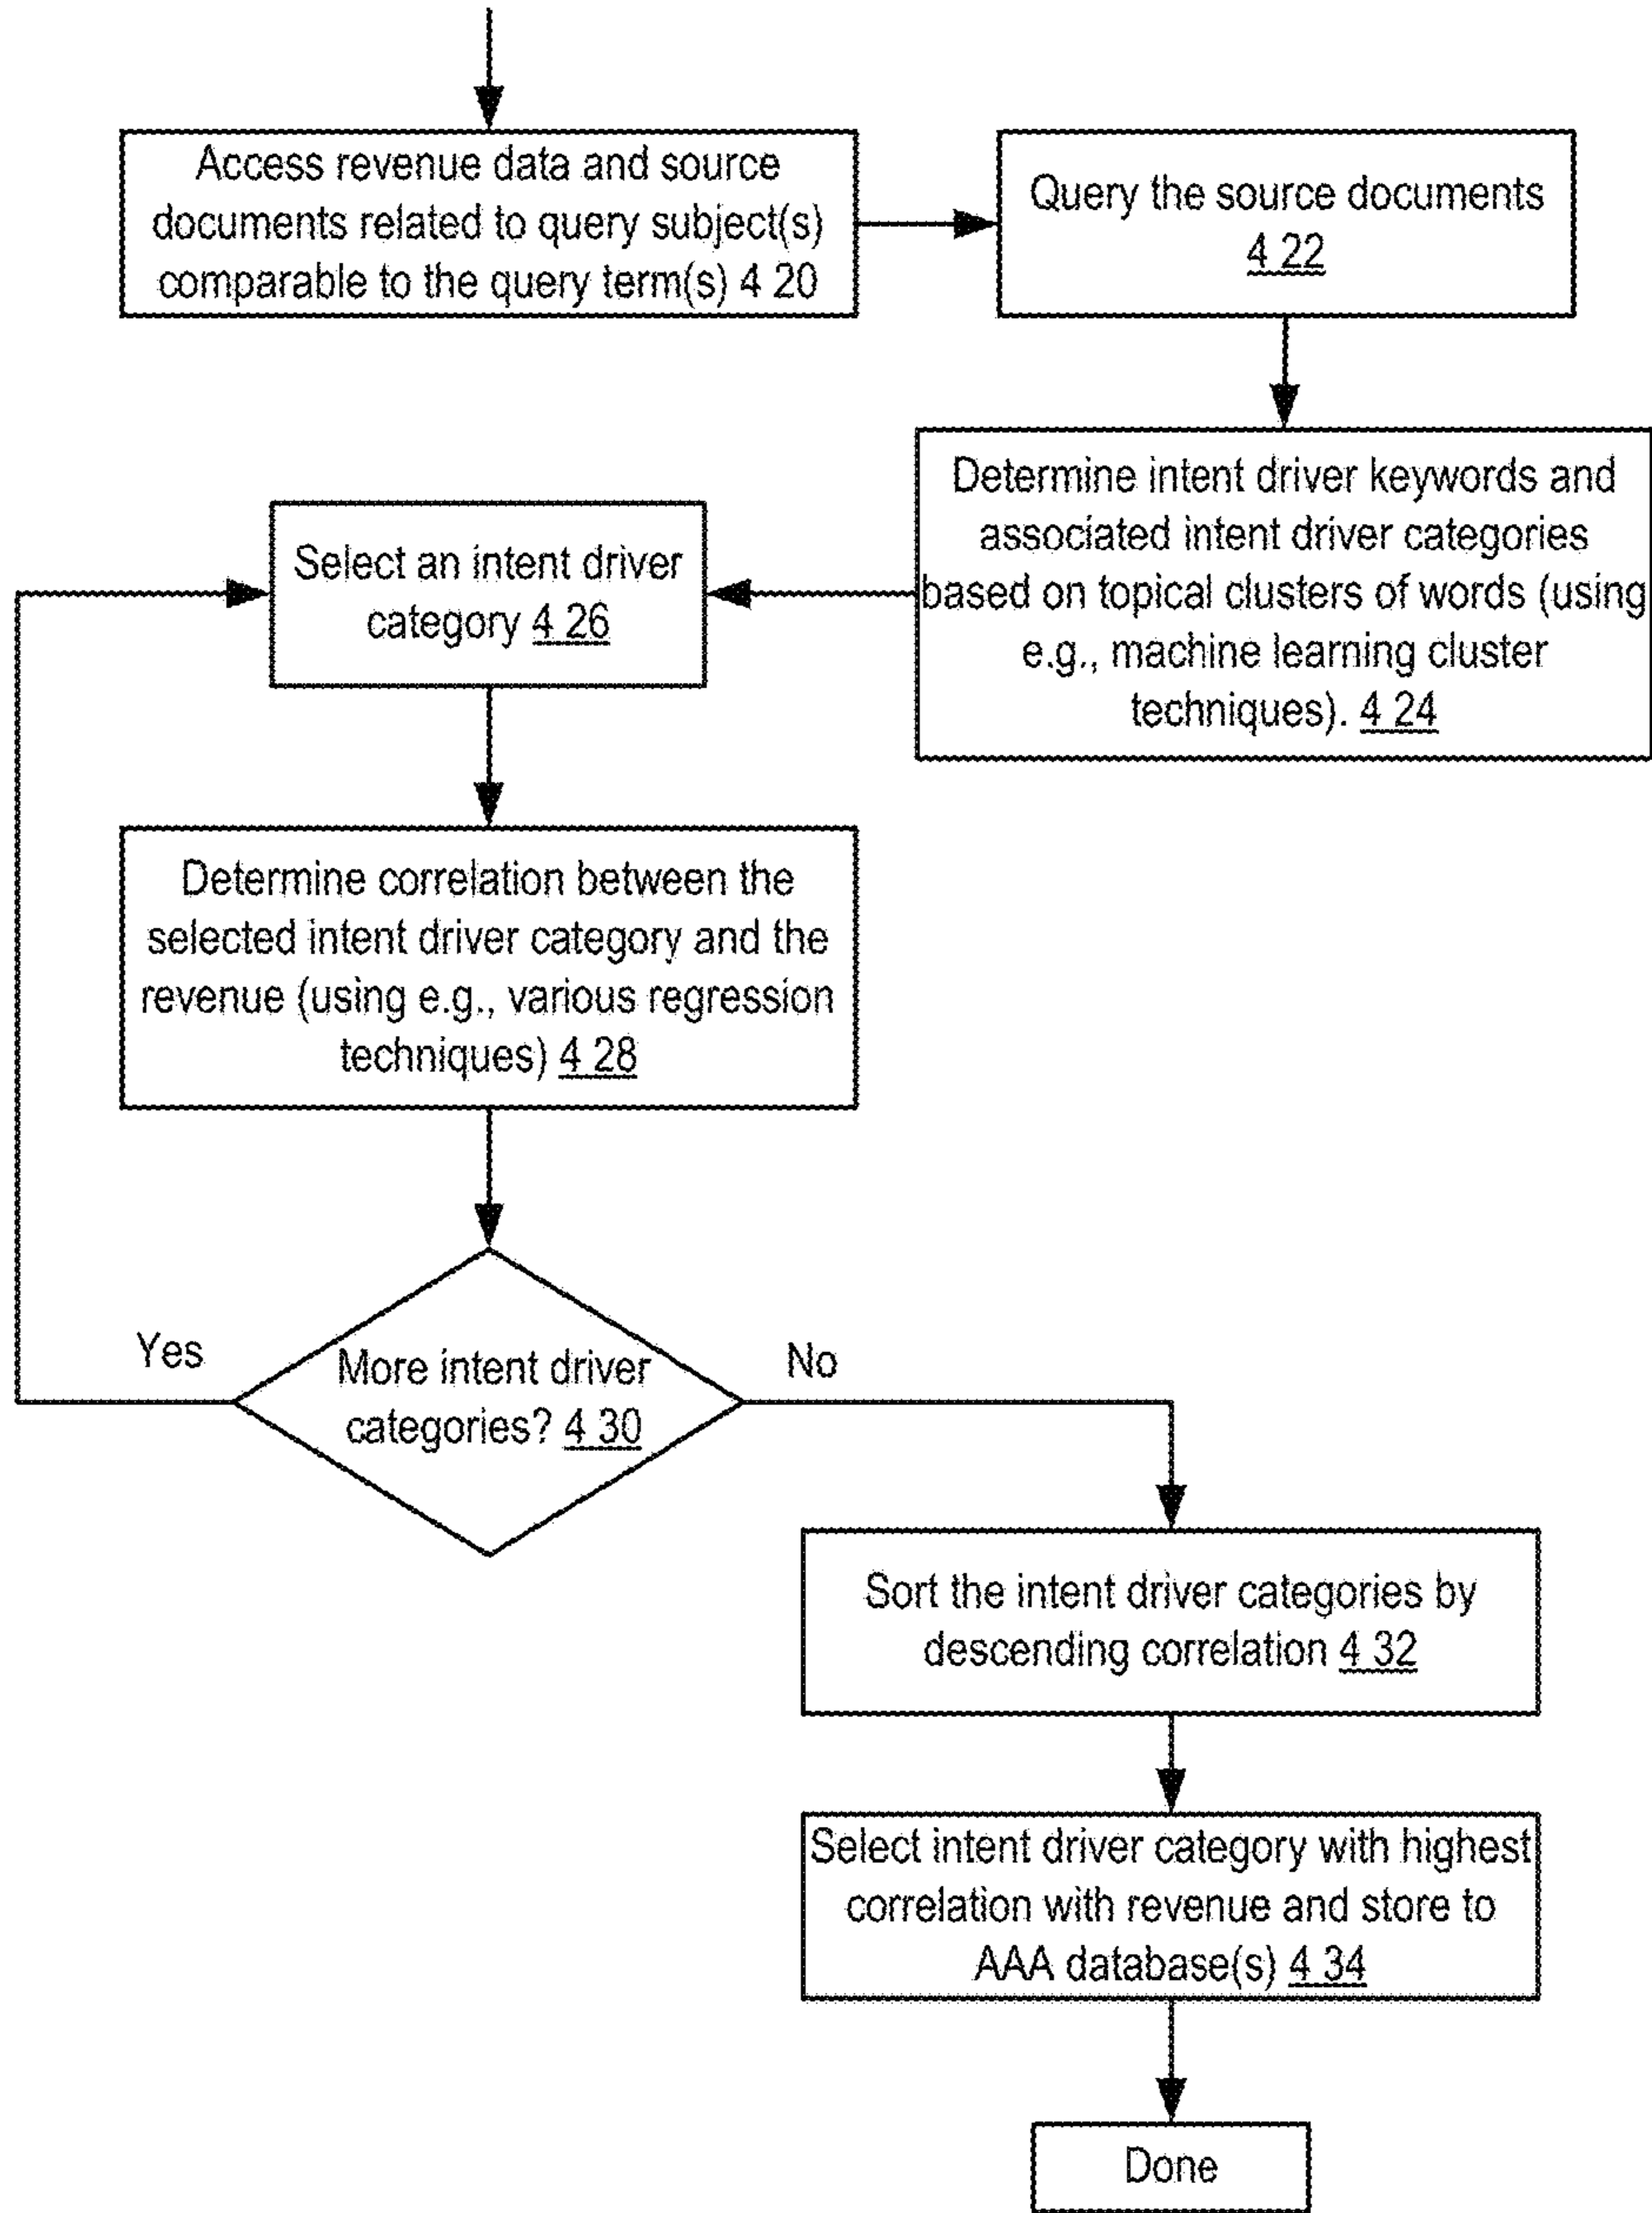 Access revenue data and source
documents related to query subject(s)
comparable to the query term(s) 4 20
Query the source documents
4 22
Determine intent driver keywords and
associated intent driver categories
based on topical clusters of words (using
e.g., machine learning cluster
techniques). 4 24
Select an intent driver
category 4 26
Determine correlation between the
selected intent driver category and the
revenue (using e.g., various regression
techniques) 4 28
Yes
More intent driver
categories? 4 30
No
Sort the intent driver categories by
descending correlation 4 32
Select intent driver category with highest
correlation with revenue and store to
AAA database(s) 4 34
Done